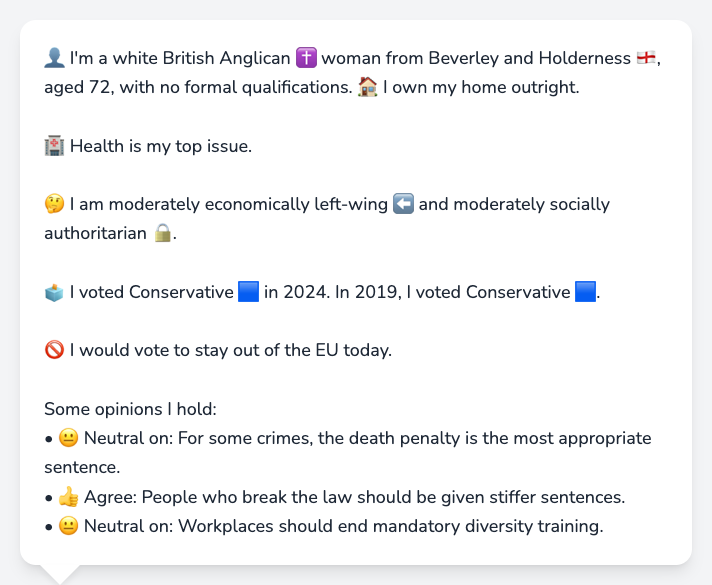 👤 I'm a white British Anglican ✝️ woman from Beverley and Holderness 🏴󠁧󠁢󠁥󠁮󠁧󠁿,
aged 72, with no formal qualifications. 🏠 I own my home outright.
🏥 Health is my top issue.
🤔 I am moderately economically left-wing ⬅️ and moderately socially
authoritarian 🔒.
🗳️ I voted Conservative 🟦 in 2024. In 2019, I voted Conservative 🟦.
🚫 I would vote to stay out of the EU today.
Some opinions I hold:
• 😐 Neutral on: For some crimes, the death penalty is the most appropriate
sentence.
• 👍 Agree: People who break the law should be given stiffer sentences.
• 😐 Neutral on: Workplaces should end mandatory diversity training.